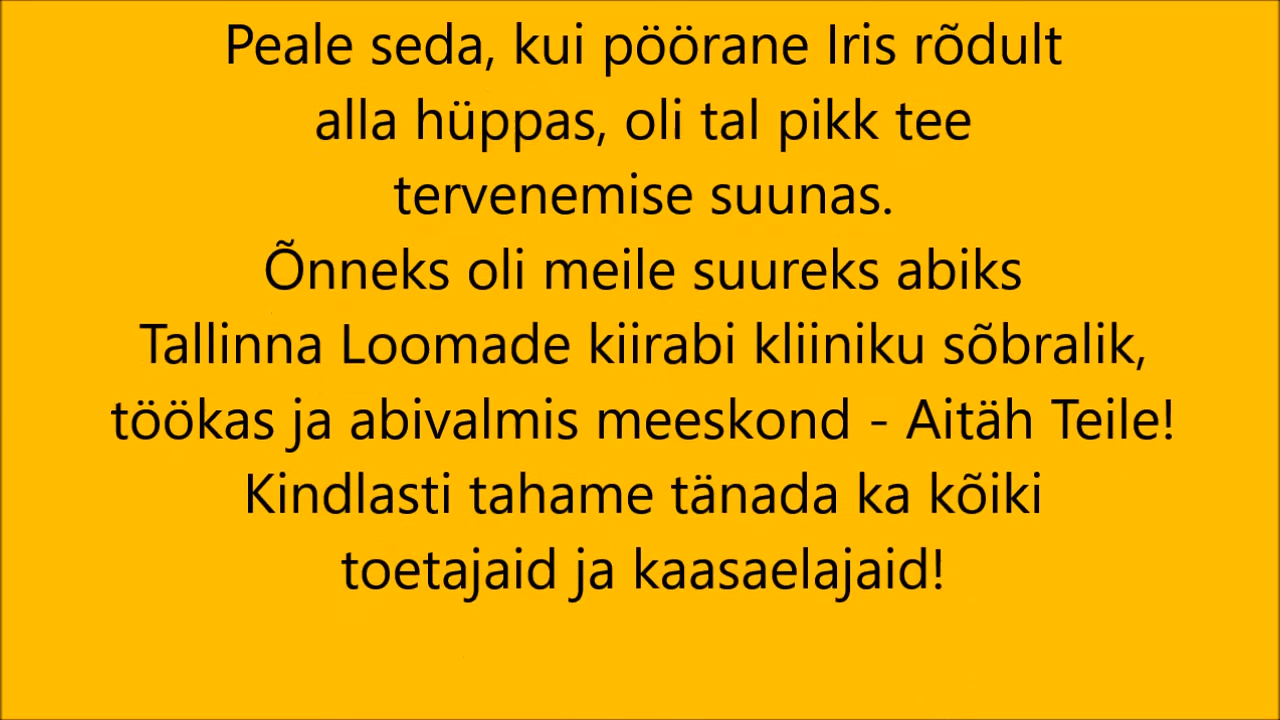 Peale seda, kui pöörane Iris rõdult
alla hüppas, oli tal pikk tee
tervenemise suunas.
Õnneks oli meile suureks abiks
Tallinna Loomade kiirabi kliiniku sõbralik,
töökas ja abivalmis meeskond - Aitäh Teile!
Kindlasti tahame tänada ka kõiki
toetajaid ja kaasaelajaid!